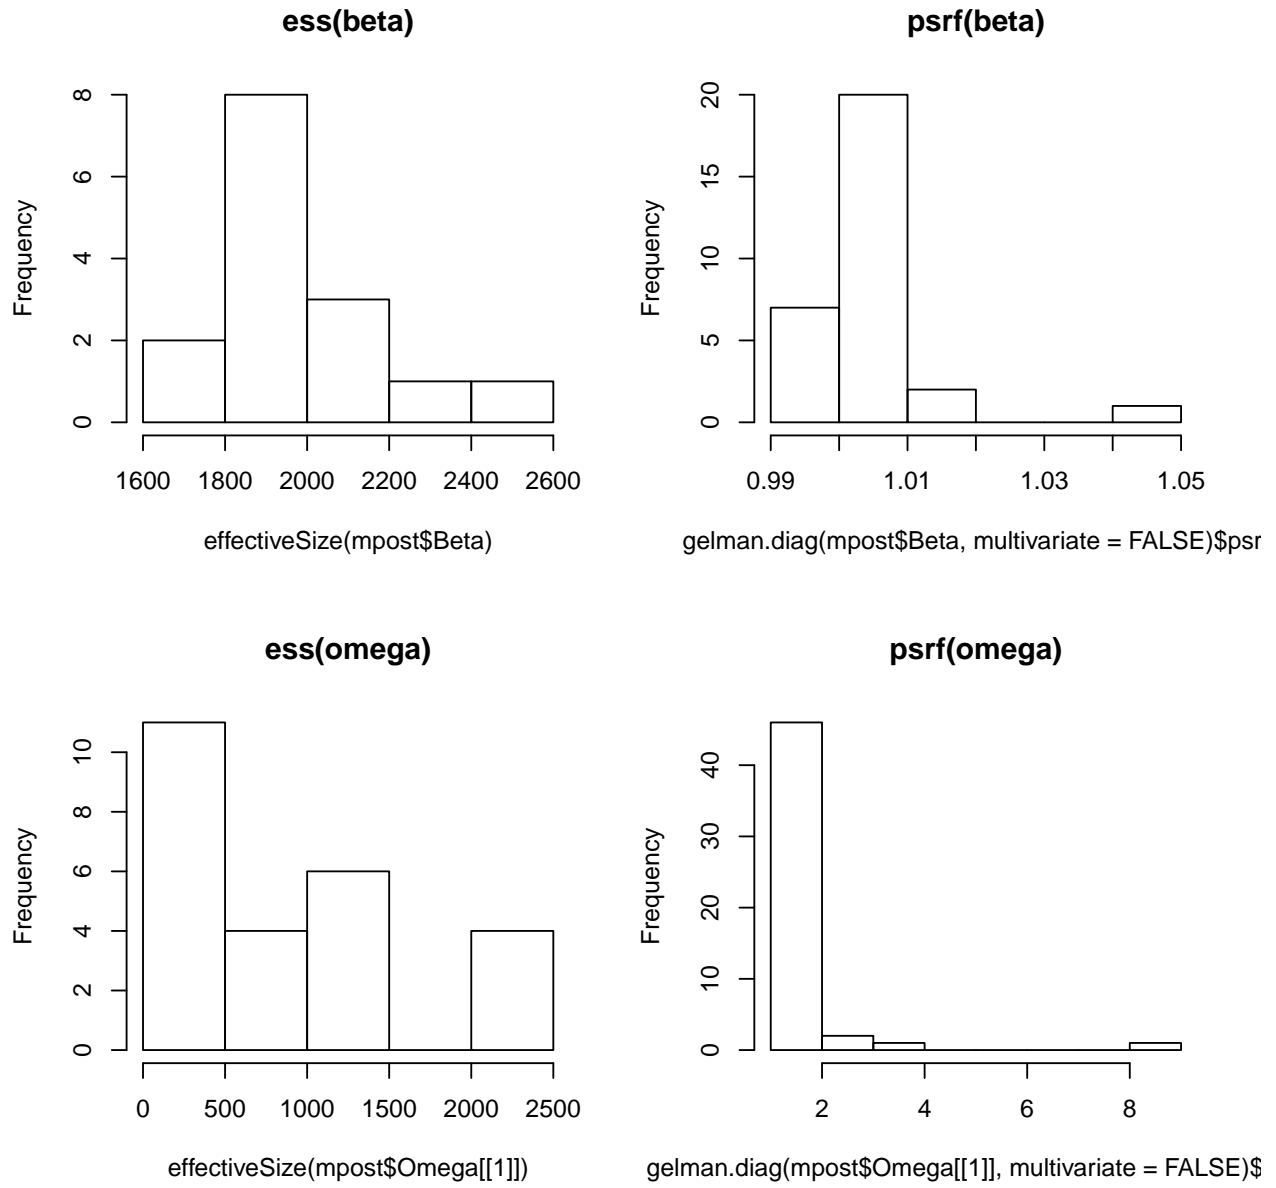 ess(beta)
Frequency
8
6
4
2
0
1600 1800 2000 2200 2400 2600
effectiveSize(mpost$Beta)
psrf(beta)
Frequency
20
15
10
5
0
0.99 1.01 1.03 1.05
gelman.diag(mpost$Beta, multivariate = FALSE)$psr
ess(omega)
Frequency
10
8
6
4
2
0
0 500 1000 1500 2000 2500
effectiveSize(mpost$Omega[[1]])
psrf(omega)
Frequency
40
30
20
10
0
2 4 6 8
gelman.diag(mpost$Omega[[1]], multivariate = FALSE)$